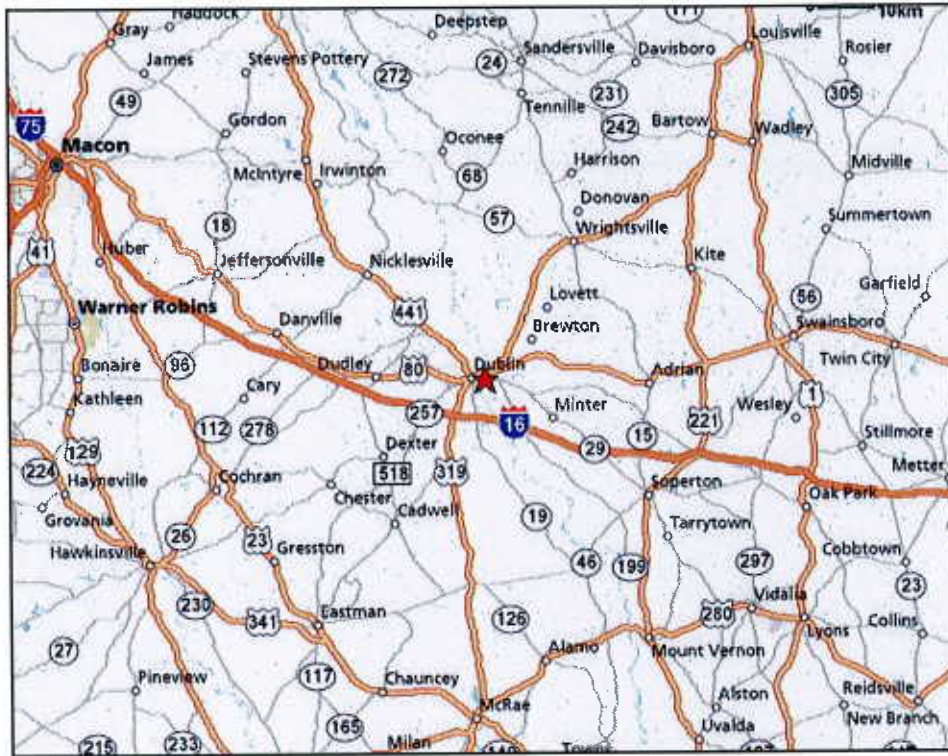 Haddock
Deepstep
171
10km
Gray
Sandersville
Davisboro
Louisville
Rosier
James
Stevens Pottery
24
272
49
Tennille
231
305
75
Gordon
242
Bartow
Wadley
Macon
Oconee
McIntyre
Irwinton
Harrison
Midville
68
Donovan
18
57
Wrightsville
Summertown
41
Huber
Jeffersonville
Nicklesville
Kite
Garfield
Lovett
56
Warner Robins
441
Danville
Brewton
Swainsboro
Bonaire
96
Dudley
80
Dublin
Adrian
Twin City
Kathleen
Cary
257
16
Minter
221
Wesley
1
112
278
29
15
Stillmore
129
Dexter
224
518
319
Metter
Hayneville
Cochran
Soperton
Oak Park
Chester
Cadwell
Grovania
19
Tarrytown
26
23
Hawkinsville
Gresston
46
199
297
Cobbtown
23
230
341
Eastman
126
280
Vidalia
Lyons
Collins
27
Alamo
Mount Vernon
117
Pineview
Chauncey
Alston
Reidsville
McRae
165
Uvalda
New Branch
215
233
Milan
Towns